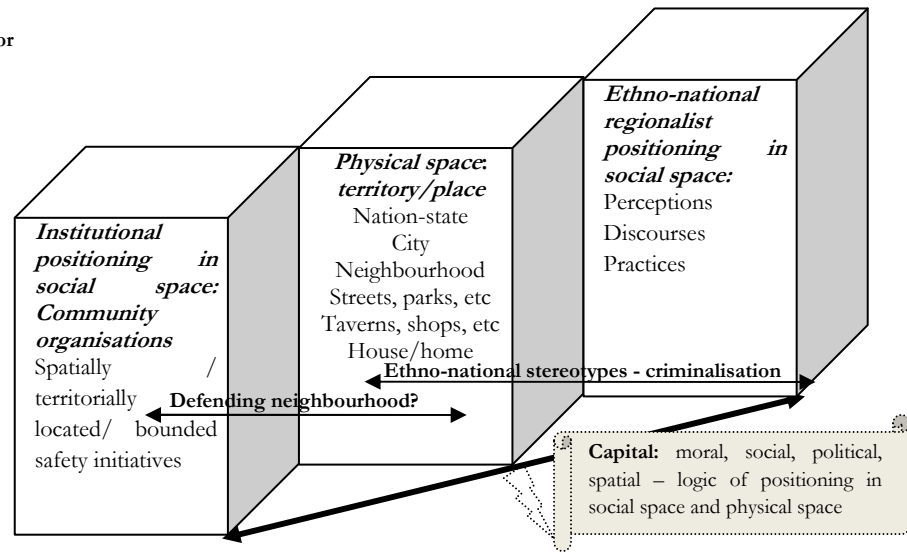 or
Institutional
positioning in
social space:
Community
organisations
Spatially /
territorially
located/ bounded
safety initiatives
Physical space:
territory/place
Nation-state
City
Neighbourhood
Streets, parks, etc
Taverns, shops, etc
House/home
Ethno-national
regionalist
positioning in
social space:
Perceptions
Discourses
Practices
Ethno-national stereotypes - criminalisation
Defending neighbourhood?
Capital: moral, social, political,
spatial – logic of positioning in
social space and physical space